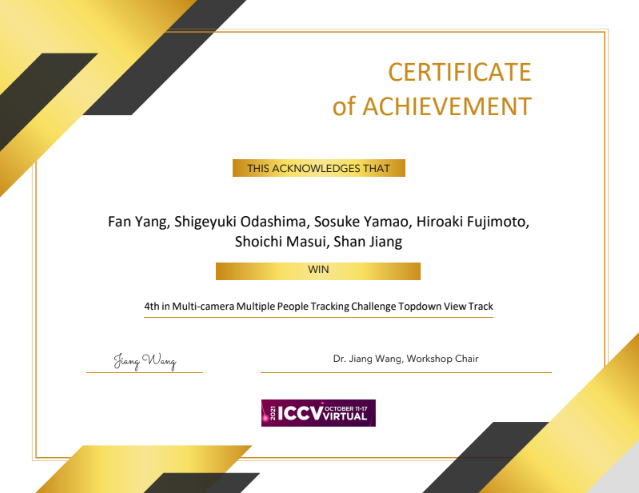 CERTIFICATE
of ACHIEVEMENT
THIS ACKNOWLEDGES THAT
Fan Yang, Shigeyuki Odashima, Sosuke Yamao, Hiroaki Fujimoto,
Shoichi Masui, Shan Jiang
WIN
4th in Multi-camera Multiple People Tracking Challenge Topdown View Track
Jiang Wang
Dr. Jiang Wang, Workshop Chair
2021 ICCV OCTOBER 11-17
VIRTUAL